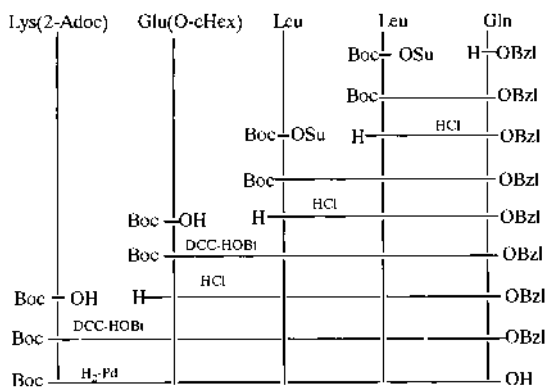 Lys(2-Adoc) Glu(O-cHex) Leu Leu Gln
Boc OSu H OBzl
Boc OBzl
H HCl OBzl
Boc OSu
Boc OBzl
H HCl OBzl
Boc OH
Boc DCC-HOBt OBzl
Boc OH H HCl OBzl
Boc DCC-HOBt OBzl
Boc H₂-Pd OH